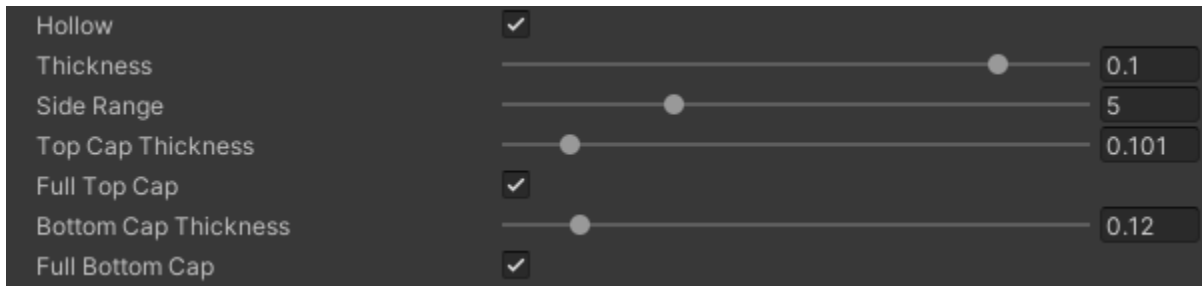 Hollow
Thickness 0.1
Side Range 5
Top Cap Thickness 0.101
Full Top Cap
Bottom Cap Thickness 0.12
Full Bottom Cap